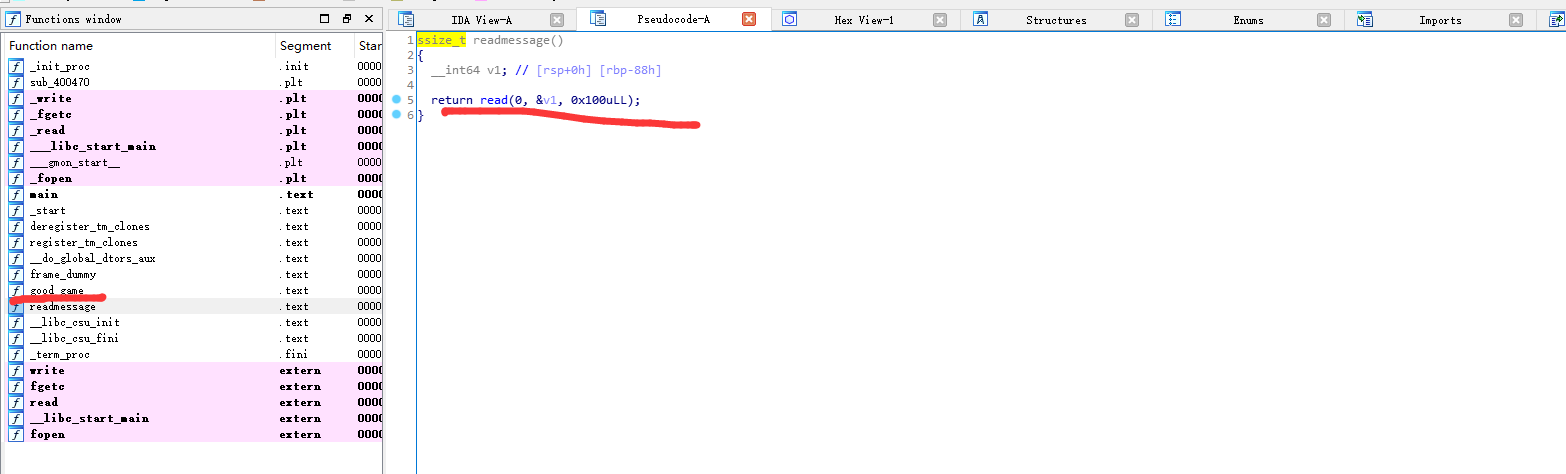 Functions window
IDA View-A
Pseudocode-A
Hex View-1
Structures
Enums
Imports
Function name Segment Star
f _init_proc .init 0000
f sub_400470 .plt 0000
f _write .plt 0000
f _fgetc .plt 0000
f _read .plt 0000
f ___libc_start_main .plt 0000
f ___gmon_start__ .plt 0000
f _fopen .plt 0000
f main .text 0000
f _start .text 0000
f deregister_tm_clones .text 0000
f register_tm_clones .text 0000
f __do_global_dtors_aux .text 0000
f frame_dummy .text 0000
f good_game .text 0000
f readmessage .text 0000
f __libc_csu_init .text 0000
f __libc_csu_fini .text 0000
f _term_proc .fini 0000
f write extern 0000
f fgetc extern 0000
f read extern 0000
f __libc_start_main extern 0000
f fopen extern 0000
1 ssize_t readmessage()
2 {
3 __int64 v1; // [rsp+0h] [rbp-88h]
4
5 return read(0, &v1, 0x100uLL);
6 }